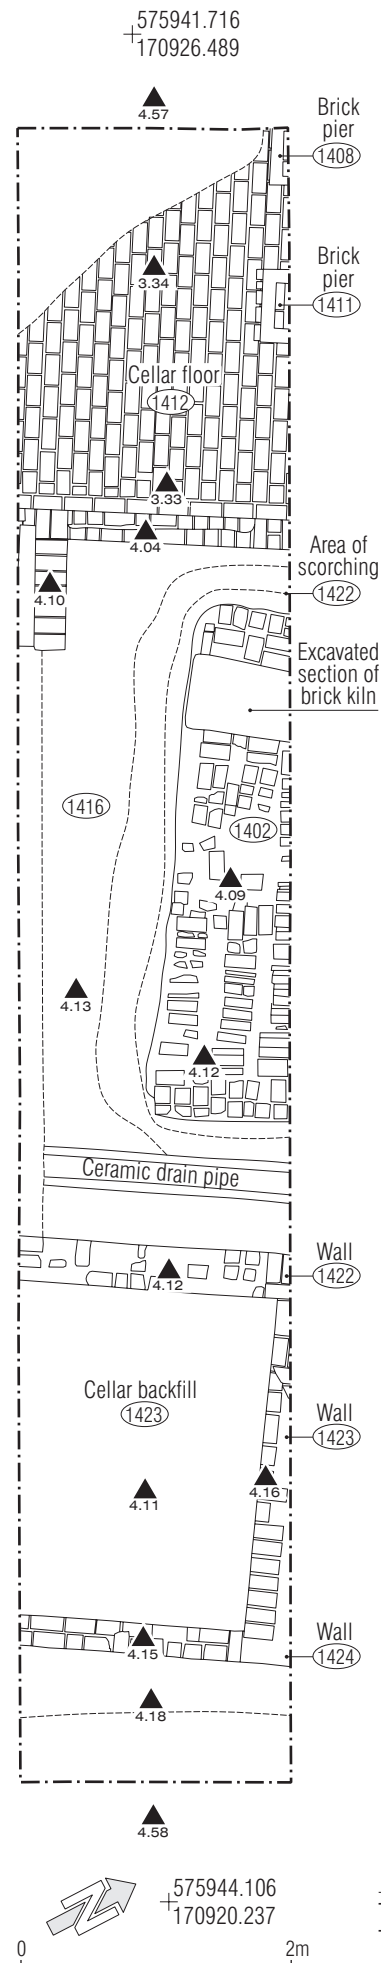 575941.716
170926.489
4.57
Brick
pier
1408
3.34
Brick
pier
1411
Cellar floor
1412
3.33
4.04
Area of
scorching
1422
4.10
Excavated
section of
brick kiln
1416
1402
4.09
4.13
4.12
Ceramic drain pipe
Wall
1422
4.12
Cellar backfill
1423
Wall
1423
4.16
4.11
Wall
1424
4.15
4.18
4.58
N
575944.106
170920.237
0 2m